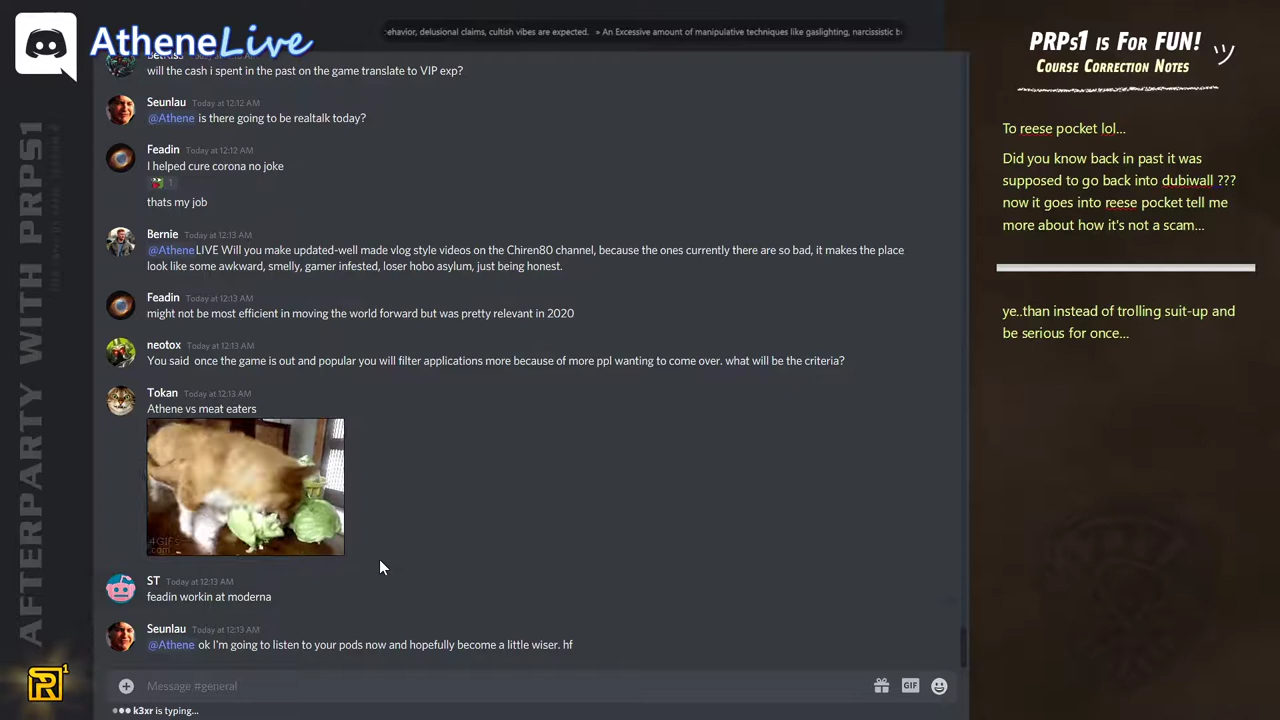 AtheneLive
ehavior, delusional claims, cultish vibes are expected. » An Excessive amount of manipulative techniques like gaslighting, narcissistic b
PRPs1 is For FUN! ツ
Course Correction Notes
AFTERPARTY WITH PRPS1
Today at 12:12 AM
will the cash i spent in the past on the game translate to VIP exp?
Seunlau Today at 12:12 AM
@Athene is there going to be realtalk today?
Feadin Today at 12:12 AM
I helped cure corona no joke
1
thats my job
Bernie Today at 12:13 AM
@AtheneLIVE Will you make updated-well made vlog style videos on the Chiren80 channel, because the ones currently there are so bad, it makes the place
look like some awkward, smelly, gamer infested, loser hobo asylum, just being honest.
Feadin Today at 12:13 AM
might not be most efficient in moving the world forward but was pretty relevant in 2020
neotox Today at 12:13 AM
You said once the game is out and popular you will filter applications more because of more ppl wanting to come over. what will be the criteria?
Tokan Today at 12:13 AM
Athene vs meat eaters
4GIFs
.com
ST Today at 12:13 AM
feadin workin at moderna
Seunlau Today at 12:13 AM
@Athene ok I'm going to listen to your pods now and hopefully become a little wiser. hf
Message #general
GIF
k3xr is typing...
R1
To reese pocket lol...
Did you know back in past it was
supposed to go back into dubiwall ???
now it goes into reese pocket tell me
more about how it's not a scam...
ye..than instead of trolling suit-up and
be serious for once...